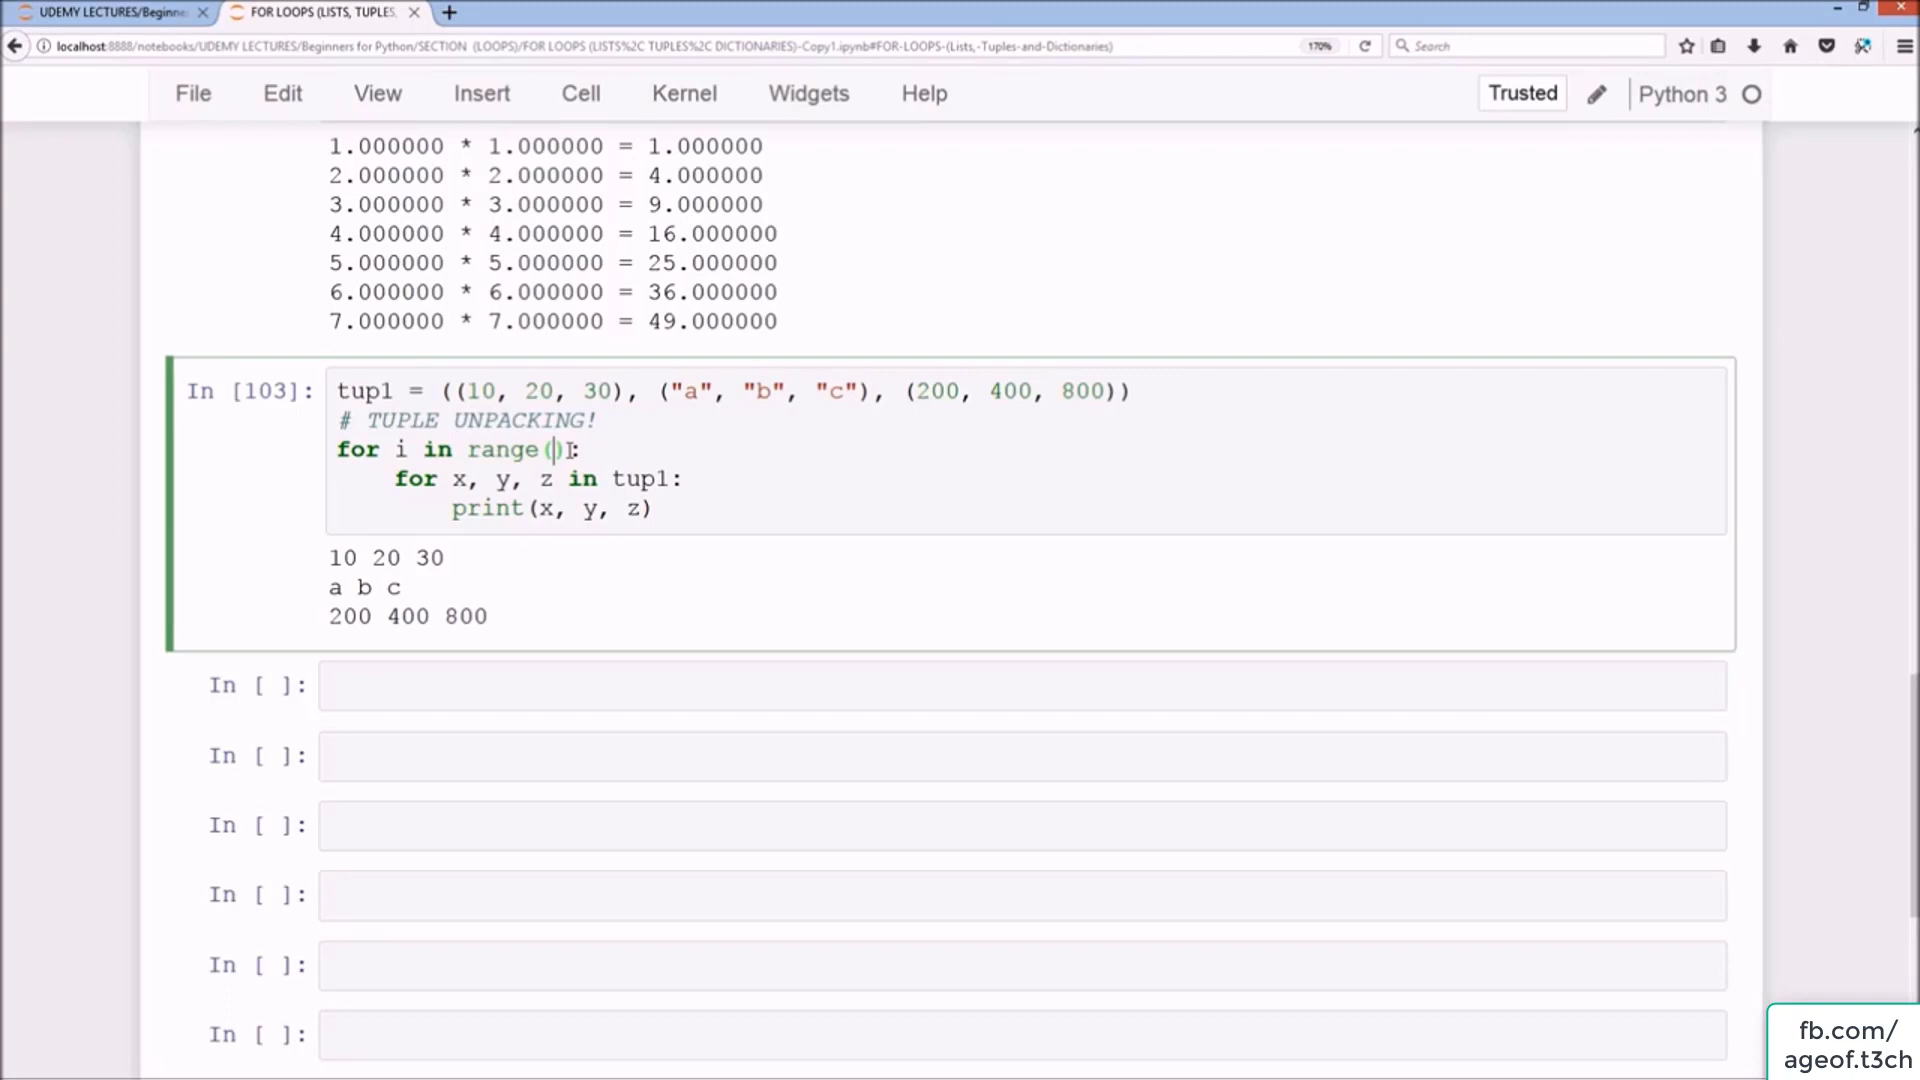 UDEMY LECTURES/Beginne
FOR LOOPS (LISTS, TUPLES,
localhost:8888/notebooks/UDEMY LECTURES/Beginners for Python/SECTION (LOOPS)/FOR LOOPS (LISTS%2C TUPLES%2C DICTIONARIES)-Copy1.ipynb#FOR-LOOPS-(Lists,-Tuples-and-Dictionaries)
170%
Search
File Edit View Insert Cell Kernel Widgets Help
Trusted
Python 3
1.000000 * 1.000000 = 1.000000
2.000000 * 2.000000 = 4.000000
3.000000 * 3.000000 = 9.000000
4.000000 * 4.000000 = 16.000000
5.000000 * 5.000000 = 25.000000
6.000000 * 6.000000 = 36.000000
7.000000 * 7.000000 = 49.000000
In [103]: tup1 = ((10, 20, 30), ("a", "b", "c"), (200, 400, 800))
# TUPLE UNPACKING!
for i in range():
    for x, y, z in tup1:
        print(x, y, z)
10 20 30
a b c
200 400 800
In [ ]:
In [ ]:
In [ ]:
In [ ]:
In [ ]:
In [ ]:
fb.com/
ageof.t3ch